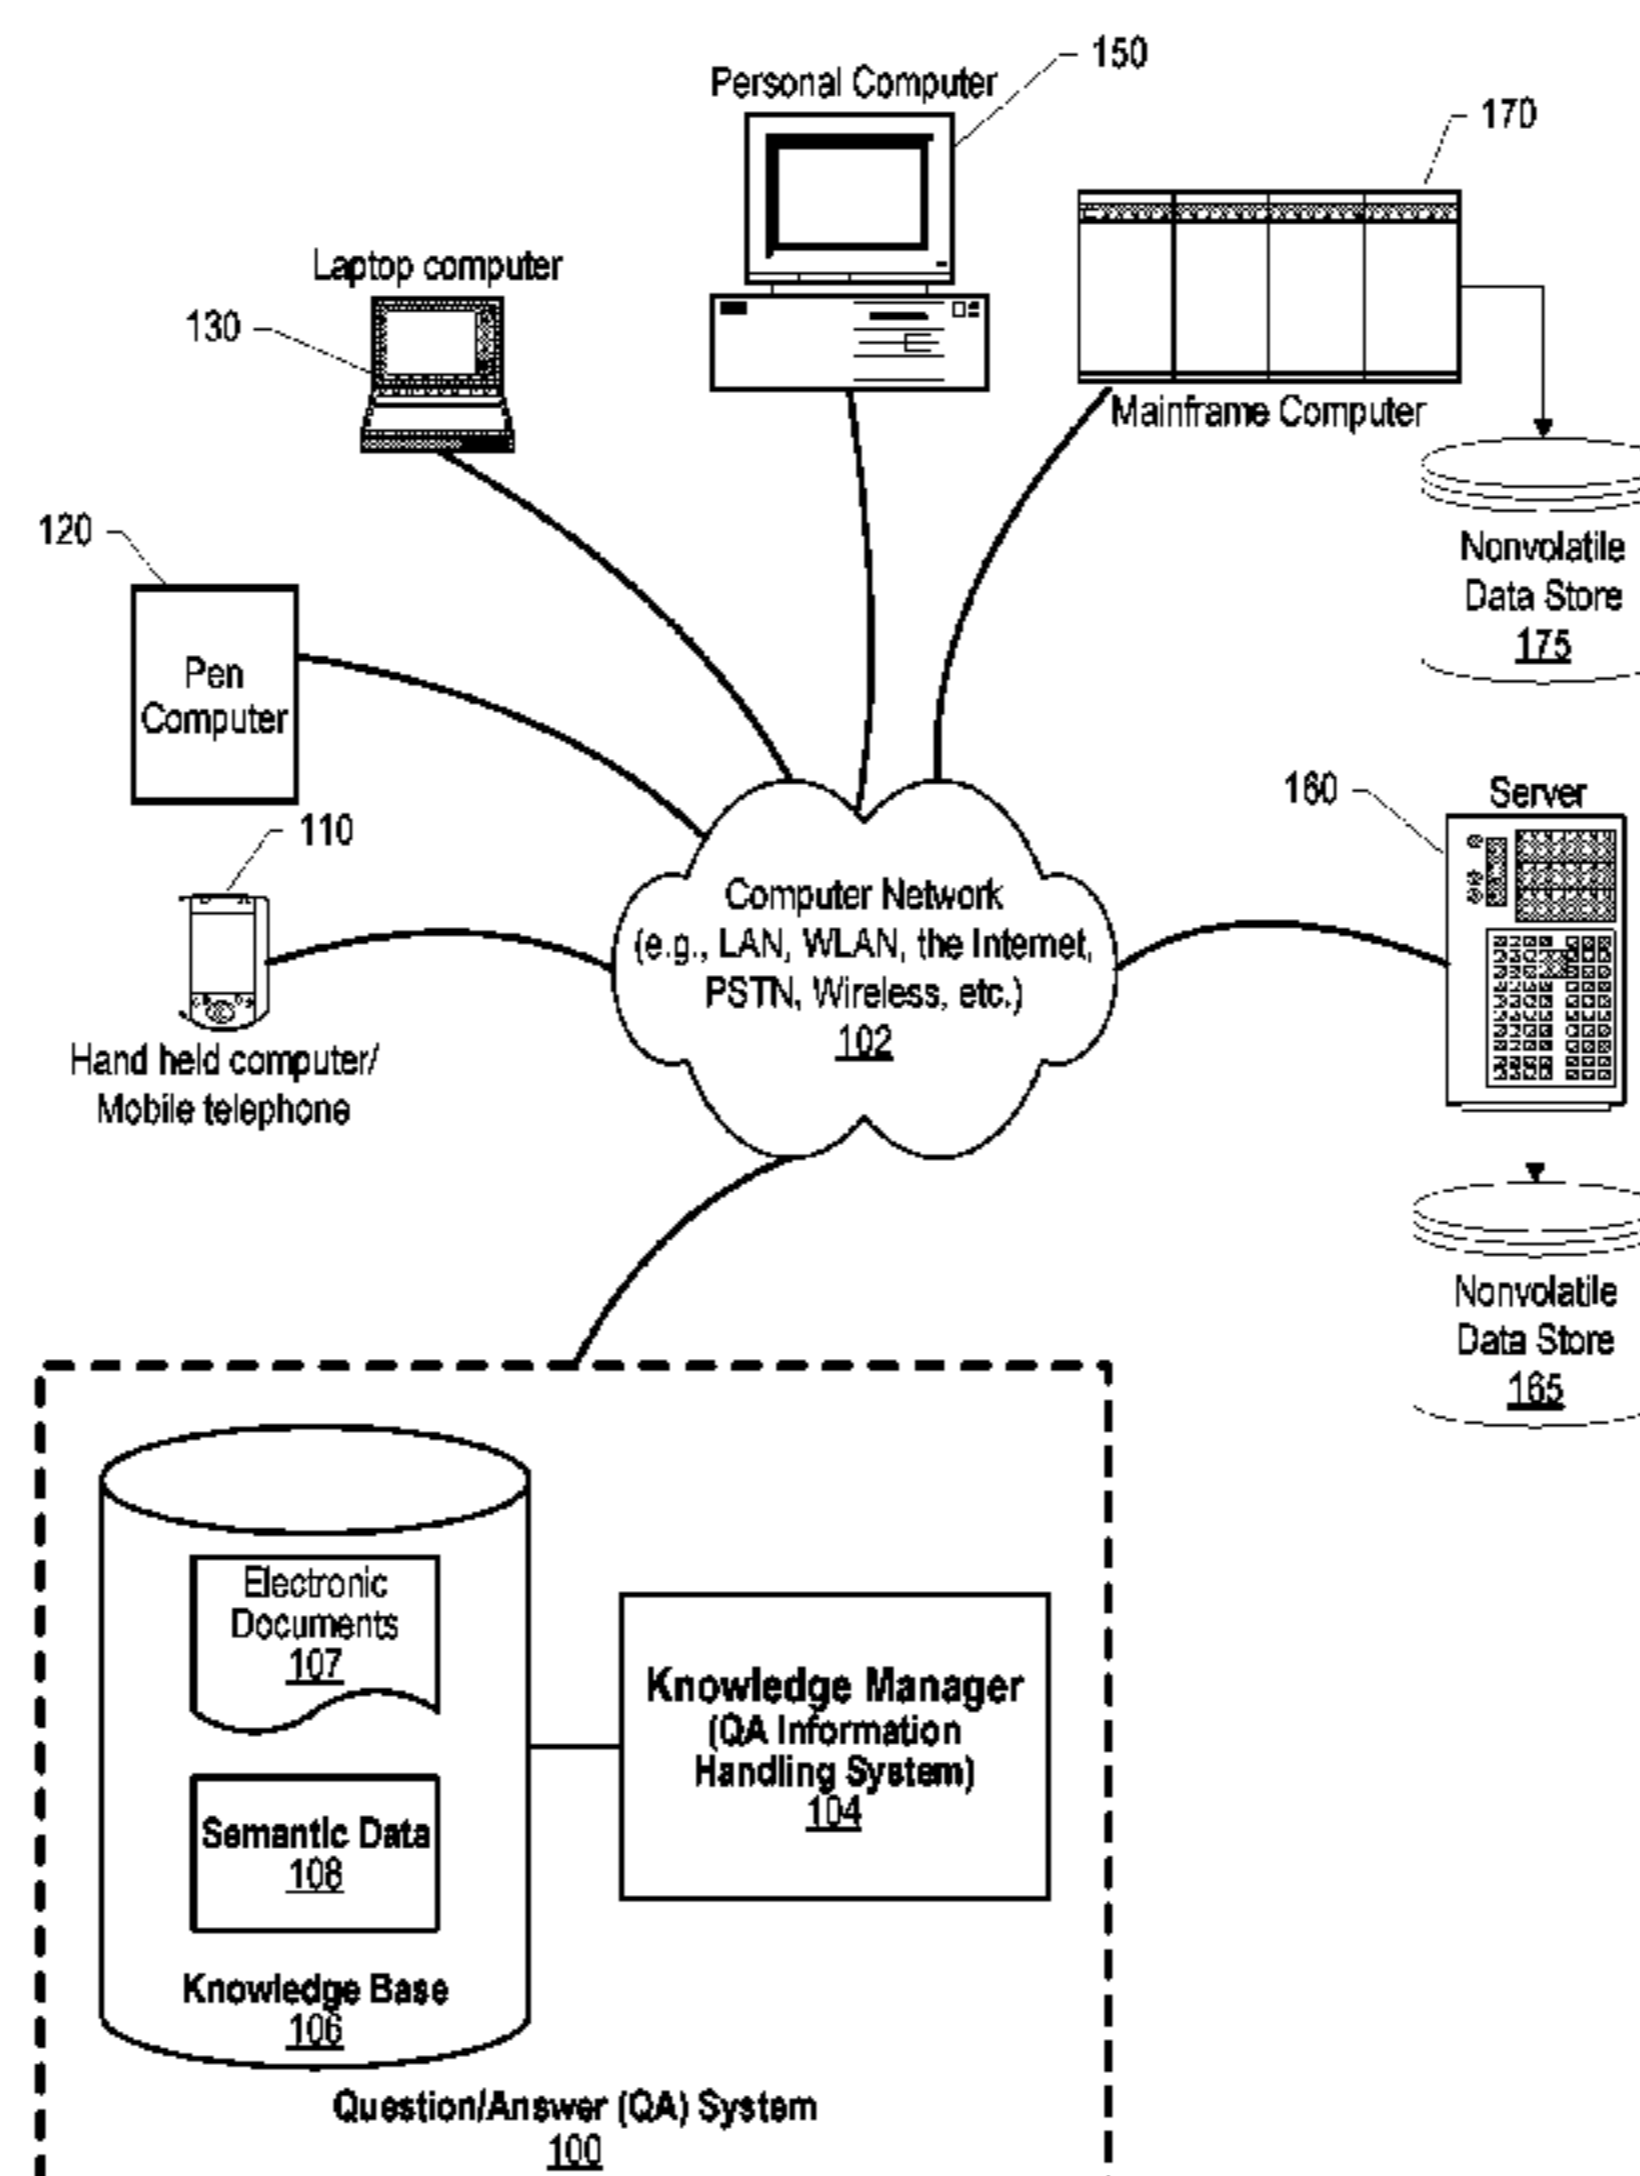 150
Personal Computer
170
Laptop computer
130
Mainframe Computer
120
Nonvolatile
Data Store
175
Pen
Computer
160
Server
110
Computer Network
(e.g., LAN, WLAN, the Internet,
PSTN, Wireless, etc.)
102
Hand held computer/
Mobile telephone
Nonvolatile
Data Store
165
Electronic
Documents
107
Knowledge Manager
(QA Information
Handling System)
104
Semantic Data
108
Knowledge Base
106
Question/Answer (QA) System
100